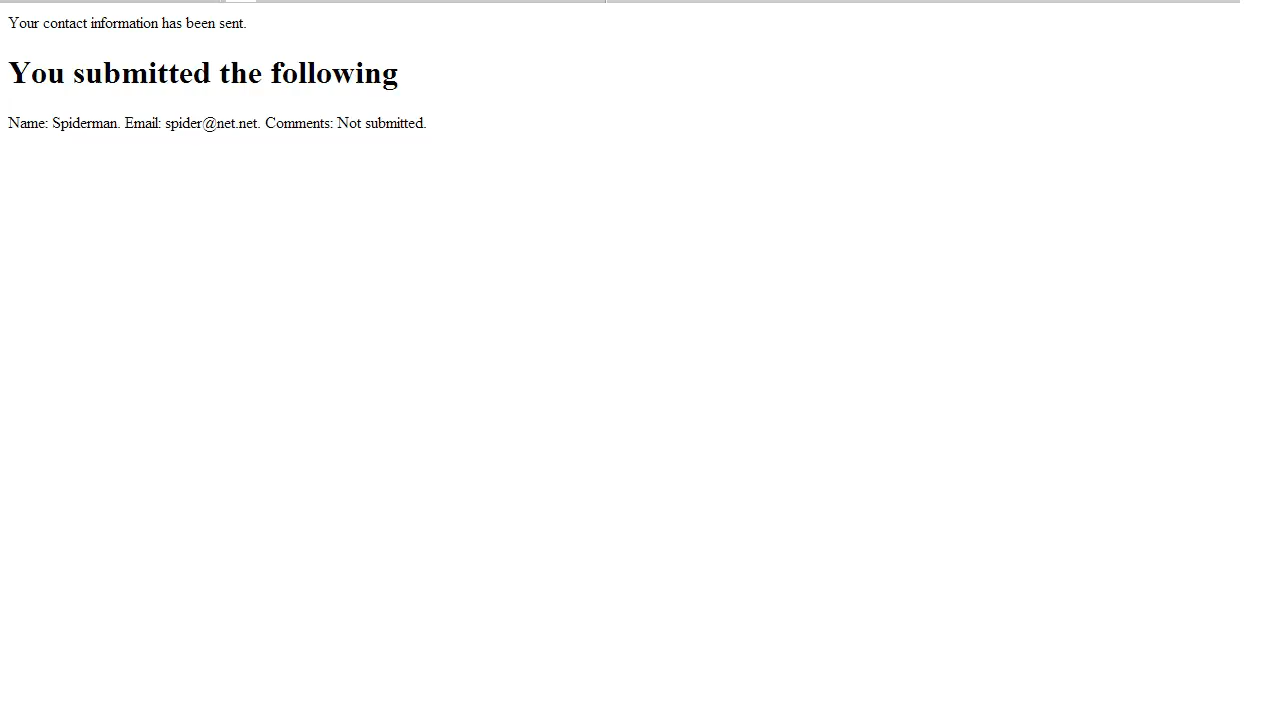 Your contact information has been sent.
You submitted the following
Name: Spiderman. Email: spider@net.net. Comments: Not submitted.